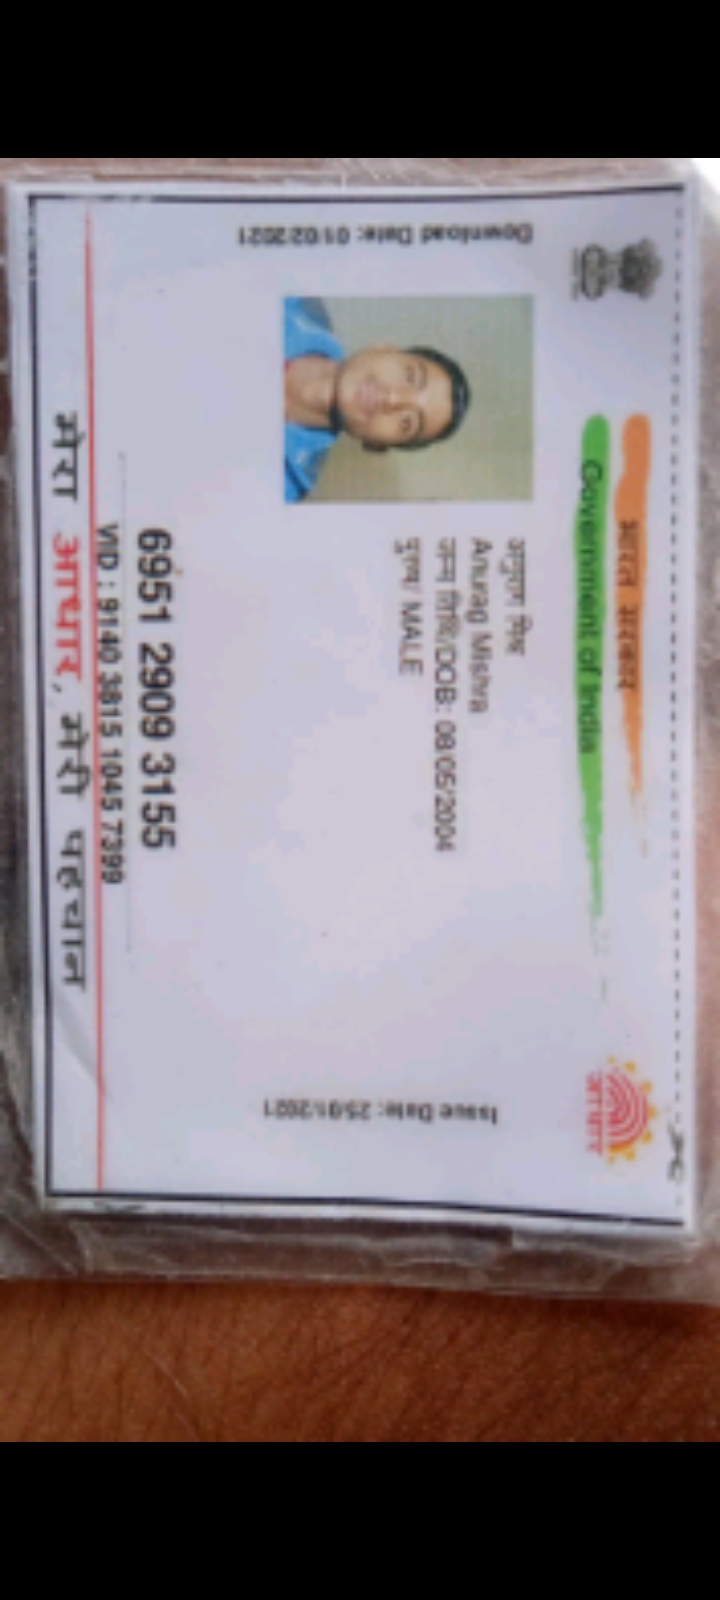 भारत सरकार
Government of India
Download Date: 01/02/2021
Issue Date: 25/01/2021
अनुराग मिश्र
Anurag Mishra
जन्म तिथि/DOB: 08/05/2004
पुरुष/ MALE
6951 2909 3155
VID : 9140 3815 1045 7399
मेरा आधार, मेरी पहचान
आधार